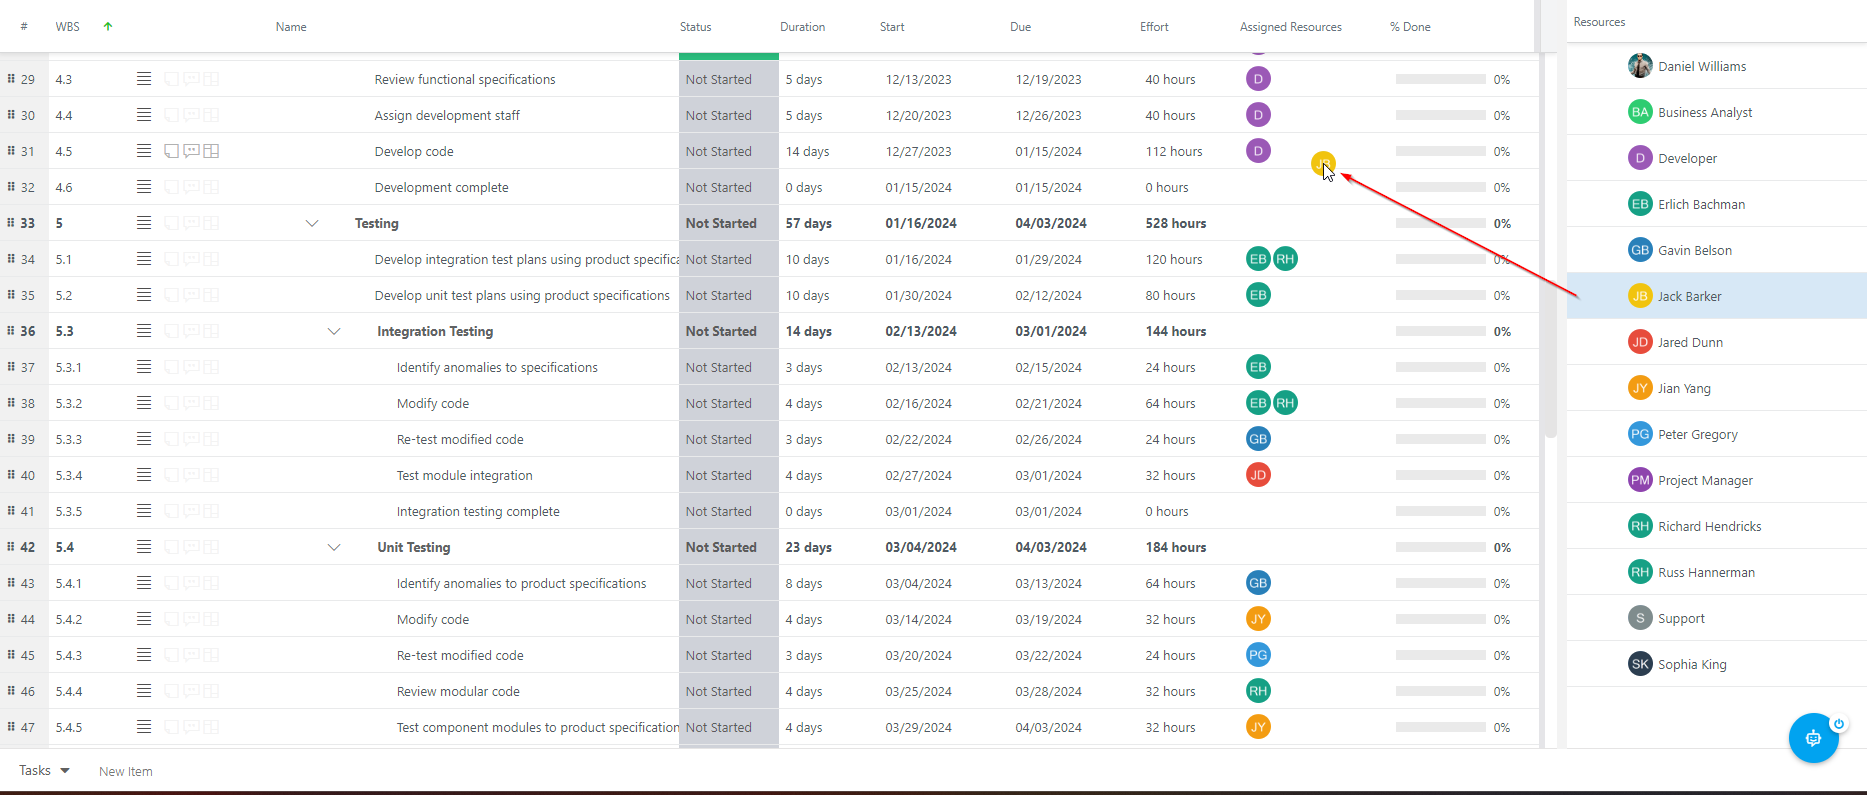 # WBS Name Status Duration Start Due Effort Assigned Resources % Done
29 4.3 Review functional specifications Not Started 5 days 12/13/2023 12/19/2023 40 hours D 0%
30 4.4 Assign development staff Not Started 5 days 12/20/2023 12/26/2023 40 hours D 0%
31 4.5 Develop code Not Started 14 days 12/27/2023 01/15/2024 112 hours D 0%
32 4.6 Development complete Not Started 0 days 01/15/2024 01/15/2024 0 hours 0%
33 5 Testing Not Started 57 days 01/16/2024 04/03/2024 528 hours 0%
34 5.1 Develop integration test plans using product specifica Not Started 10 days 01/16/2024 01/29/2024 120 hours EB RH 0%
35 5.2 Develop unit test plans using product specifications Not Started 10 days 01/30/2024 02/12/2024 80 hours EB 0%
36 5.3 Integration Testing Not Started 14 days 02/13/2024 03/01/2024 144 hours 0%
37 5.3.1 Identify anomalies to specifications Not Started 3 days 02/13/2024 02/15/2024 24 hours EB 0%
38 5.3.2 Modify code Not Started 4 days 02/16/2024 02/21/2024 64 hours EB RH 0%
39 5.3.3 Re-test modified code Not Started 3 days 02/22/2024 02/26/2024 24 hours GB 0%
40 5.3.4 Test module integration Not Started 4 days 02/27/2024 03/01/2024 32 hours JD 0%
41 5.3.5 Integration testing complete Not Started 0 days 03/01/2024 03/01/2024 0 hours 0%
42 5.4 Unit Testing Not Started 23 days 03/04/2024 04/03/2024 184 hours 0%
43 5.4.1 Identify anomalies to product specifications Not Started 8 days 03/04/2024 03/13/2024 64 hours GB 0%
44 5.4.2 Modify code Not Started 4 days 03/14/2024 03/19/2024 32 hours JY 0%
45 5.4.3 Re-test modified code Not Started 3 days 03/20/2024 03/22/2024 24 hours PG 0%
46 5.4.4 Review modular code Not Started 4 days 03/25/2024 03/28/2024 32 hours RH 0%
47 5.4.5 Test component modules to product specification Not Started 4 days 03/29/2024 04/03/2024 32 hours JY 0%
Tasks New Item
Resources
Daniel Williams
BA Business Analyst
D Developer
EB Erlich Bachman
GB Gavin Belson
JB Jack Barker
JD Jared Dunn
JY Jian Yang
PG Peter Gregory
PM Project Manager
RH Richard Hendricks
RH Russ Hannerman
S Support
SK Sophia King